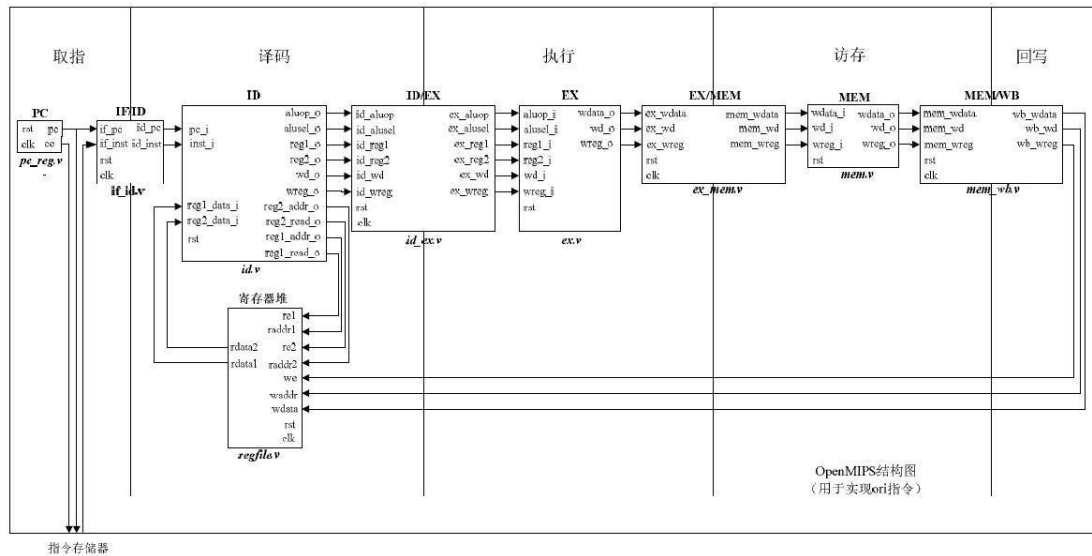 取指
译码
执行
访存
回写
PC
rst pc
clk ce
pc_reg.v
IF/ID
if_pc id_pc
if_inst id_inst
rst
clk
if_id.v
ID
aluop_o
alusel_o
pc_i reg1_o
inst_i reg2_o
wd_o
wreg_o
reg1_data_i reg2_addr_o
reg2_data_i reg2_read_o
rst reg1_addr_o
reg1_read_o
id.v
ID/EX
id_aluop ex_aluop
id_alusel ex_alusel
id_reg1 ex_reg1
id_reg2 ex_reg2
id_wd ex_wd
id_wreg ex_wreg
rst
clk
id_ex.v
EX
aluop_i wdata_o
alusel_i wd_o
reg1_i wreg_o
reg2_i
wd_i
wreg_i
rst
ex.v
EX/MEM
ex_wdata mem_wdata
ex_wd mem_wd
ex_wreg mem_wreg
rst
clk
ex_mem.v
MEM
wdata_i wdata_o
wd_i wd_o
wreg_i wreg_o
rst
mem.v
MEM/WB
mem_wdata wb_wdata
mem_wd wb_wd
mem_wreg wb_wreg
rst
clk
mem_wb.v
寄存器堆
re1
raddr1
rdata2 re2
rdata1 raddr2
we
waddr
wdata
rst
clk
regfile.v
OpenMIPS结构图
（用于实现ori指令）
指令存储器